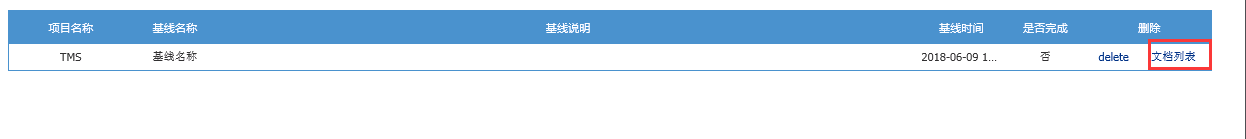 项目名称 基线名称 基线说明 基线时间 是否完成 删除
TMS 基线名称 2018-06-09 1... 否 delete 文档列表